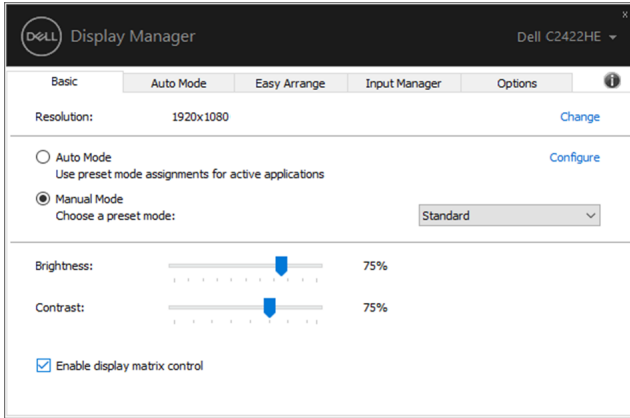 DELL Display Manager Dell C2422HE
x
Basic Auto Mode Easy Arrange Input Manager Options i
Resolution: 1920x1080 Change
Auto Mode Configure
Use preset mode assignments for active applications
Manual Mode
Choose a preset mode: Standard
Brightness: 75%
Contrast: 75%
Enable display matrix control